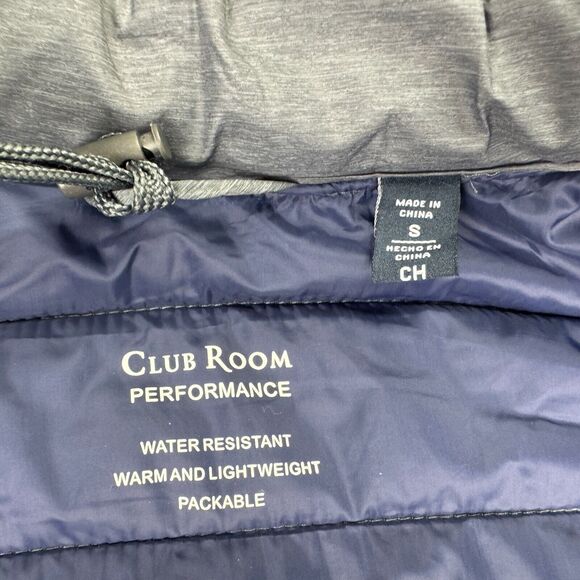 MADE IN
CHINA
S
HECHO EN
CHINA
CH
CLUB ROOM
PERFORMANCE
WATER RESISTANT
WARM AND LIGHTWEIGHT
PACKABLE